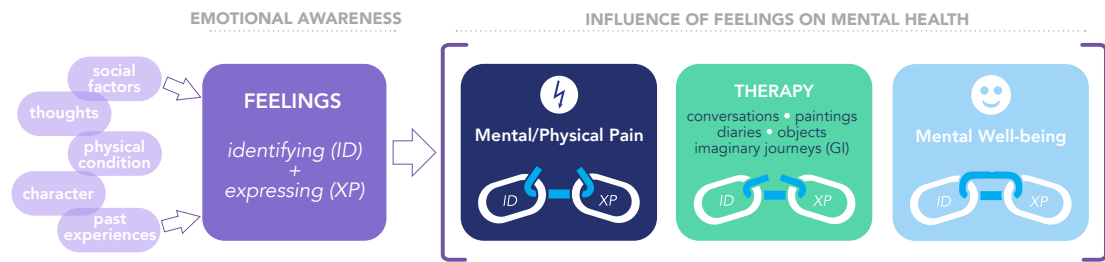 EMOTIONAL AWARENESS
INFLUENCE OF FEELINGS ON MENTAL HEALTH
social
factors
thoughts
physical
condition
character
past
experiences
FEELINGS
identifying (ID)
+
expressing (XP)
Mental/Physical Pain
ID
XP
THERAPY
conversations • paintings
diaries • objects
imaginary journeys (GI)
ID
XP
Mental Well-being
ID
XP